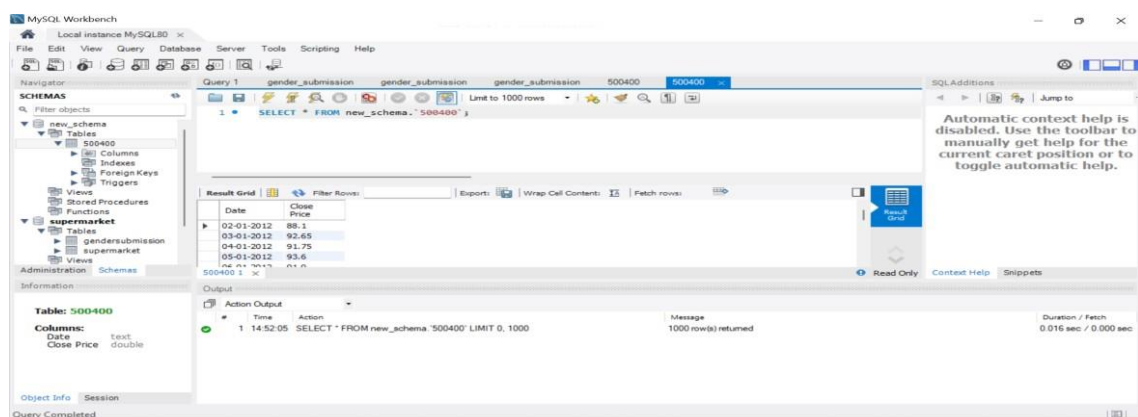 MySQL Workbench
Local instance MySQL80 ×
File Edit View Query Database Server Tools Scripting Help
Navigator
SCHEMAS
Filter objects
new_schema
Tables
500400
Columns
Indexes
Foreign Keys
Triggers
Views
Stored Procedures
Functions
supermarket
Tables
gendersubmission
supermarket
Views
Administration Schemas
Information
Table: 500400
Columns:
Date text
Close Price double
Object Info Session
Query 1 gender_submission gender_submission gender_submission 500400 500400 ×
Limit to 1000 rows
1 SELECT * FROM new_schema.`500400`;
Result Grid Filter Rows: Export: Wrap Cell Content: Fetch rows:
Date Close Price
02-01-2012 88.1
03-01-2012 92.65
04-01-2012 91.75
05-01-2012 93.6
06-01-2012 91.9
Result Grid
500400 1 × Read Only
Output
Action Output
# Time Action Message Duration / Fetch
1 14:52:05 SELECT * FROM new_schema.`500400` LIMIT 0, 1000 1000 row(s) returned 0.016 sec / 0.000 sec
SQLAdditions
Jump to
Automatic context help is
disabled. Use the toolbar to
manually get help for the
current caret position or to
toggle automatic help.
Context Help Snippets
Query Completed